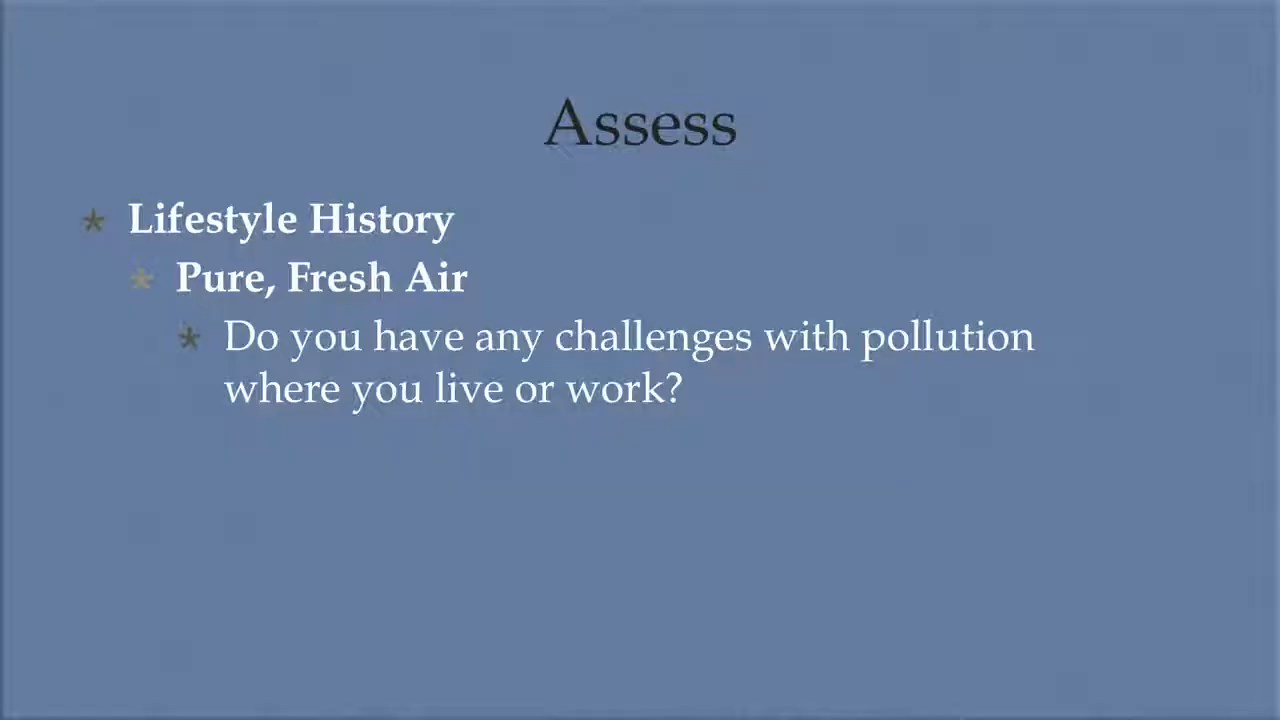 Assess
* Lifestyle History
* Pure, Fresh Air
* Do you have any challenges with pollution
where you live or work?